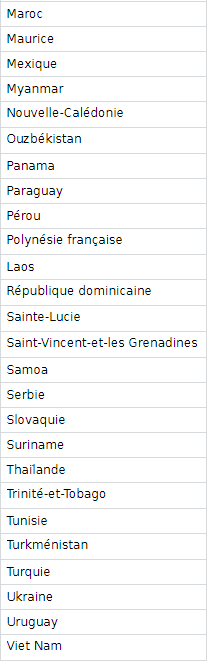 Maroc
Maurice
Mexique
Myanmar
Nouvelle-Calédonie
Ouzbékistan
Panama
Paraguay
Pérou
Polynésie française
Laos
République dominicaine
Sainte-Lucie
Saint-Vincent-et-les Grenadines
Samoa
Serbie
Slovaquie
Suriname
Thaïlande
Trinité-et-Tobago
Tunisie
Turkménistan
Turquie
Ukraine
Uruguay
Viet Nam